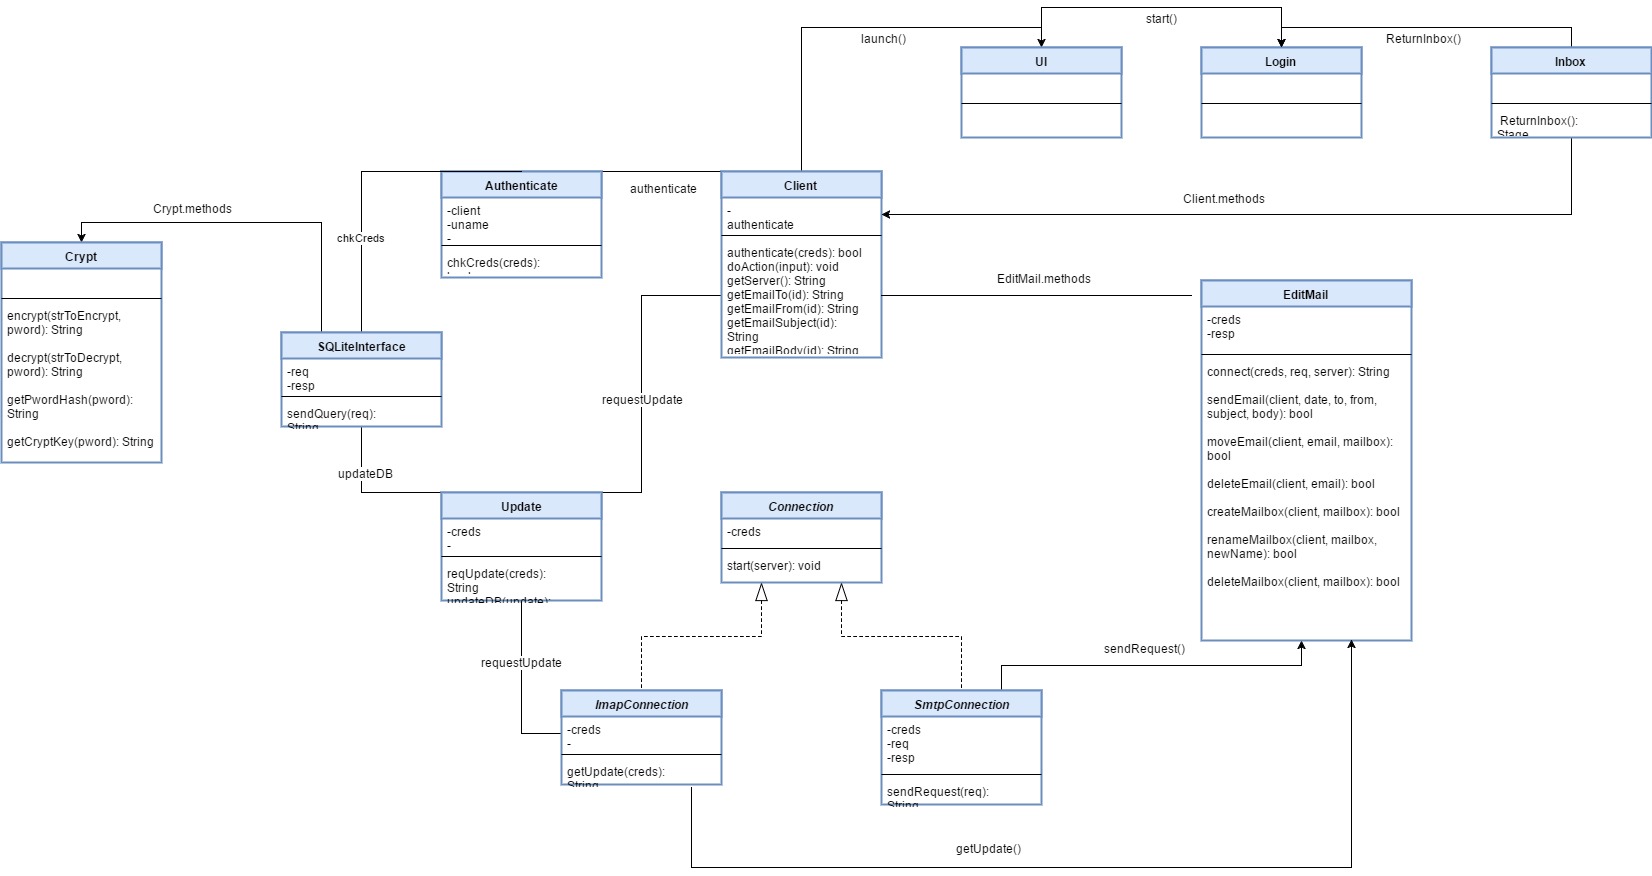 start()
launch()
ReturnInbox()
UI
Login
Inbox
ReturnInbox():
Stage
Authenticate
-client
-uname
-
chkCreds(creds):
authenticate
Client
-
authenticate
authenticate(creds): bool
doAction(input): void
getServer(): String
getEmailTo(id): String
getEmailFrom(id): String
getEmailSubject(id):
String
getEmailBody(id): String
Client.methods
Crypt.methods
chkCreds
Crypt
encrypt(strToEncrypt,
pword): String
decrypt(strToDecrypt,
pword): String
getPwordHash(pword):
String
getCryptKey(pword): String
EditMail.methods
EditMail
-creds
-resp
connect(creds, req, server): String
sendEmail(client, date, to, from,
subject, body): bool
moveEmail(client, email, mailbox):
bool
deleteEmail(client, email): bool
createMailbox(client, mailbox): bool
renameMailbox(client, mailbox,
newName): bool
deleteMailbox(client, mailbox): bool
SQLiteInterface
-req
-resp
sendQuery(req):
String
requestUpdate
updateDB
Update
-creds
-
reqUpdate(creds):
String
updateDB(update):
Connection
-creds
start(server): void
requestUpdate
sendRequest()
ImapConnection
-creds
-
getUpdate(creds):
String
SmtpConnection
-creds
-req
-resp
sendRequest(req):
String
getUpdate()